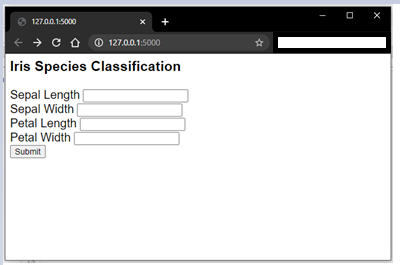 127.0.0.1:5000
127.0.0.1:5000
Iris Species Classification
Sepal Length
Sepal Width
Petal Length
Petal Width
Submit